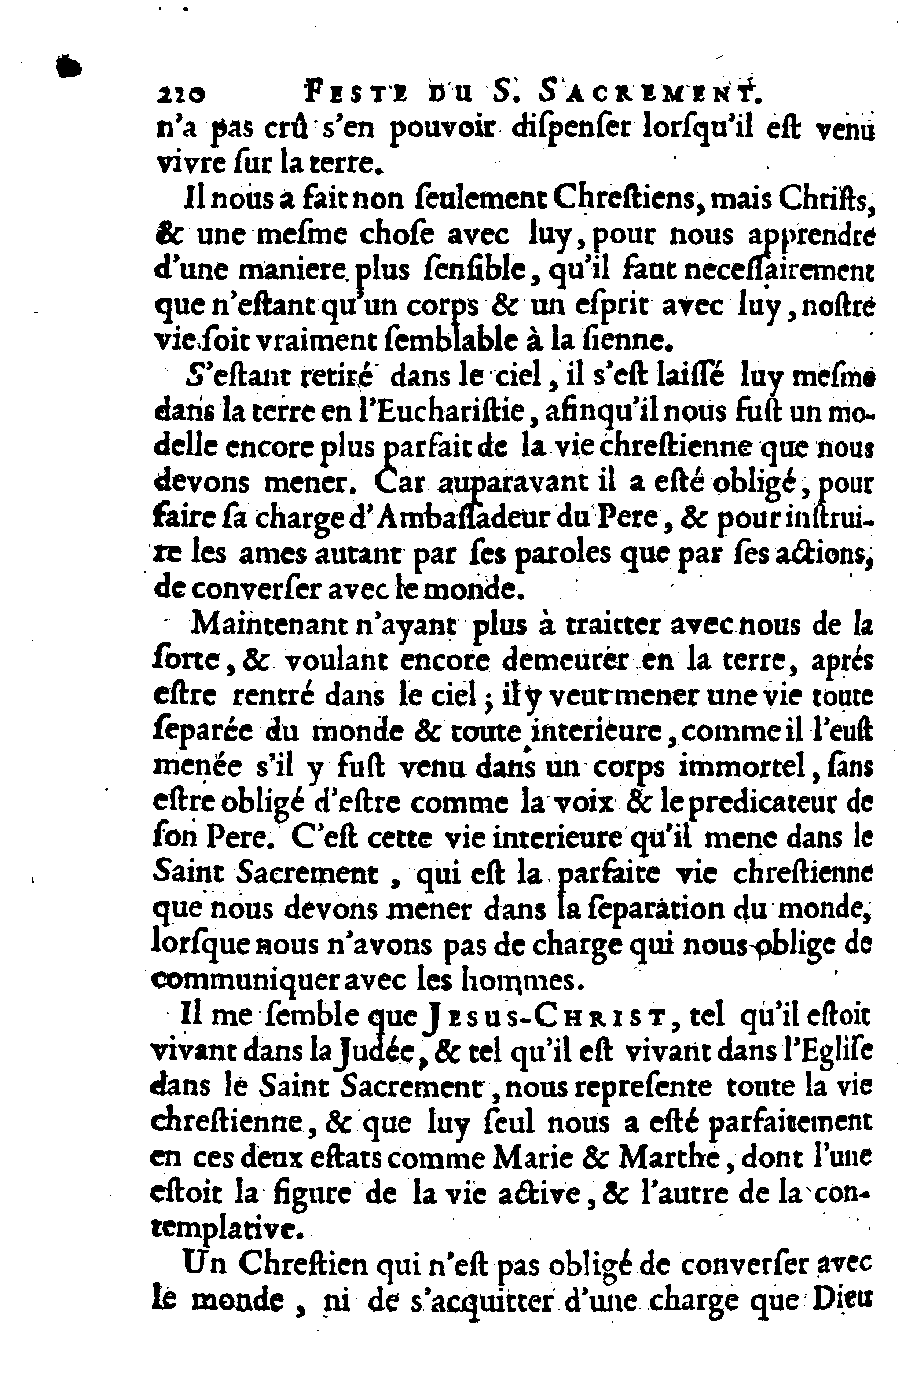 220 FESTE DU S. SACREMENT.
n'a pas crû s'en pouvoir diſpenſer lorſqu'il eſt venu
vivre ſur la terre.
Il nous a fait non ſeulement Chreſtiens, mais Chriſts,
& une meſme choſe avec luy, pour nous apprendre
d'une maniere plus ſenſible, qu'il faut neceſſairement
que n'eſtant qu'un corps & un eſprit avec luy, noſtre
vie ſoit vraiment ſemblable à la ſienne.
S'eſtant retiré dans le ciel, il s'eſt laiſſé luy meſme
dans la terre en l'Euchariſtie, afinqu'il nous fuſt un mo-
delle encore plus parfait de la vie chreſtienne que nous
devons mener. Car auparavant il a eſté obligé, pour
faire ſa charge d'Ambaſſadeur du Pere, & pour inſtrui-
re les ames autant par ſes paroles que par ſes actions,
de converſer avec le monde.
Maintenant n'ayant plus à traitter avec nous de la
ſorte, & voulant encore demeurer en la terre, aprés
eſtre rentré dans le ciel; il y veut mener une vie toute
ſeparée du monde & toute interieure, comme il l'euſt
menée s'il y fuſt venu dans un corps immortel, ſans
eſtre obligé d'eſtre comme la voix & le predicateur de
ſon Pere. C'eſt cette vie interieure qu'il mene dans le
Saint Sacrement, qui eſt la parfaite vie chreſtienne
que nous devons mener dans la ſeparation du monde,
lorſque nous n'avons pas de charge qui nous oblige de
communiquer avec les hommes.
Il me ſemble que JESUS-CHRIST, tel qu'il eſtoit
vivant dans la Judée, & tel qu'il eſt vivant dans l'Egliſe
dans le Saint Sacrement, nous repreſente toute la vie
chreſtienne, & que luy ſeul nous a eſté parfaitement
en ces deux eſtats comme Marie & Marthe, dont l'une
eſtoit la figure de la vie active, & l'autre de la con-
templative.
Un Chreſtien qui n'eſt pas obligé de converſer avec
le monde, ni de s'acquitter d'une charge que Dieu